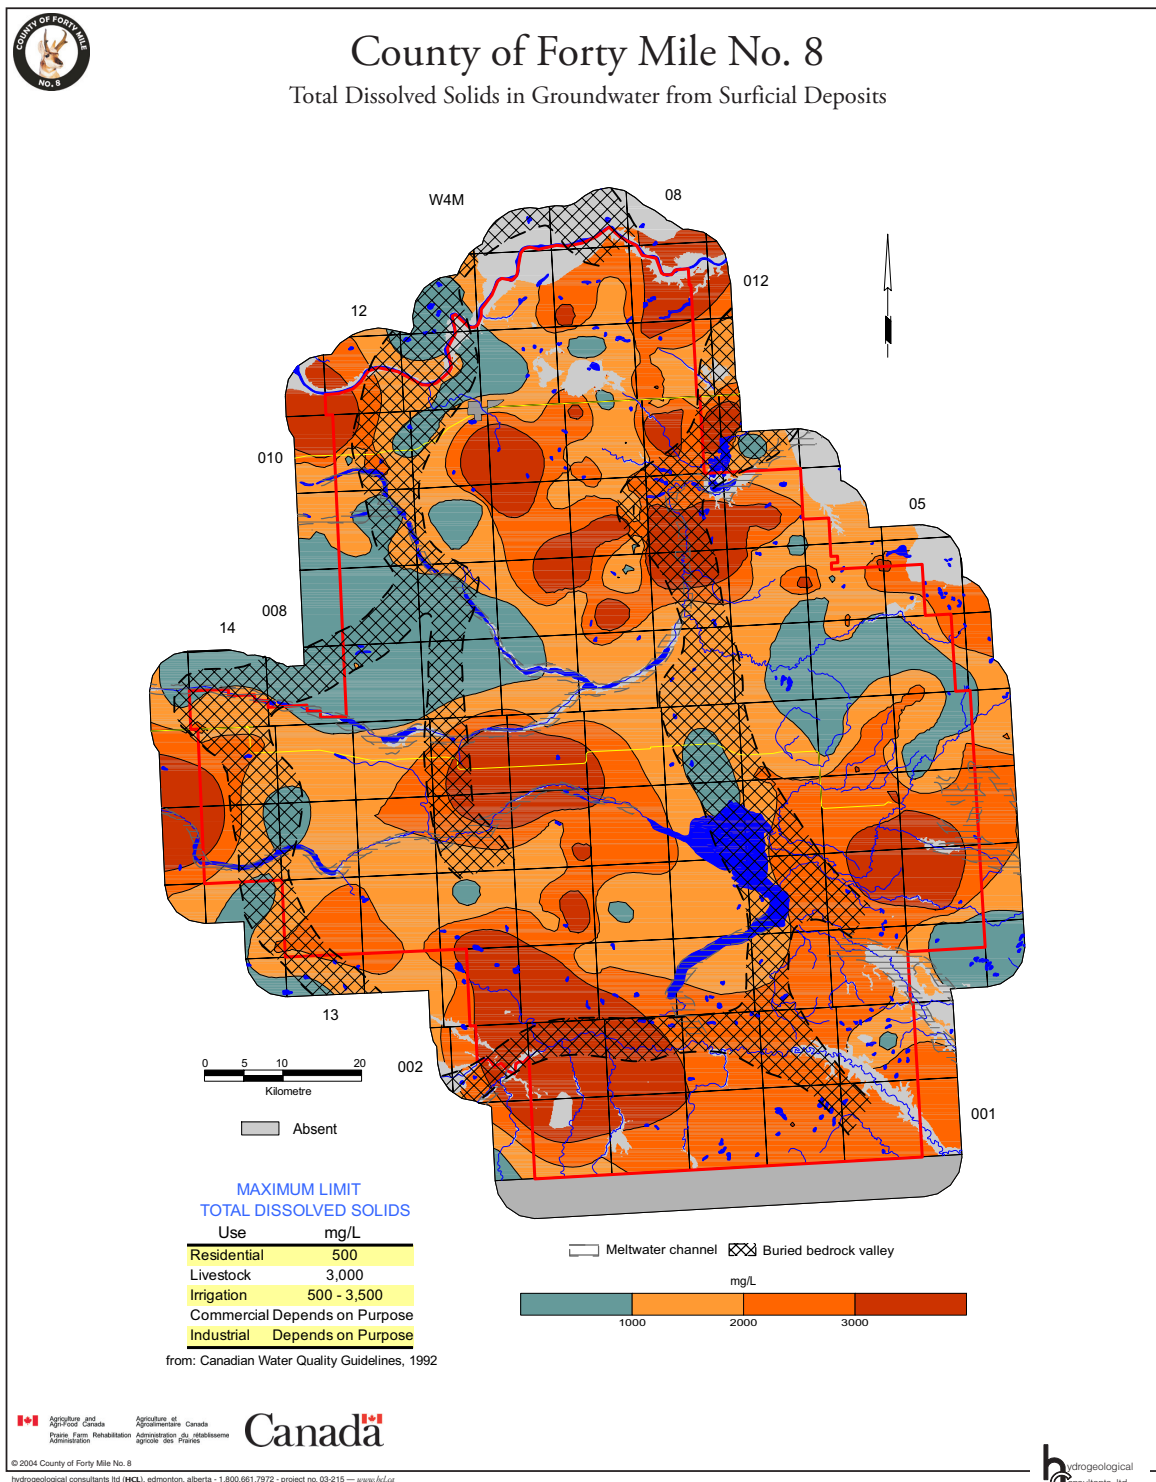 COUNTY OF FORTY MILE
NO. 8
County of Forty Mile No. 8
Total Dissolved Solids in Groundwater from Surficial Deposits
W4M
08
012
12
010
05
008
14
13
002
001
0 5 10 20
Kilometre
Absent
MAXIMUM LIMIT
TOTAL DISSOLVED SOLIDS
Use mg/L
Residential 500
Livestock 3,000
Irrigation 500 - 3,500
Commercial Depends on Purpose
Industrial Depends on Purpose
from: Canadian Water Quality Guidelines, 1992
Meltwater channel
Buried bedrock valley
mg/L
1000 2000 3000
Agriculture and Agri-Food Canada
Agriculture et Agroalimentaire Canada
Prairie Farm Rehabilitation Administration
Administration du rétablisseme agricole des Prairies
Canada
© 2004 County of Forty Mile No. 8
hydrogeological consultants ltd (HCL), edmonton, alberta - 1.800.661.7972 - project no. 03-215 — www.hcl.ca
hydrogeological